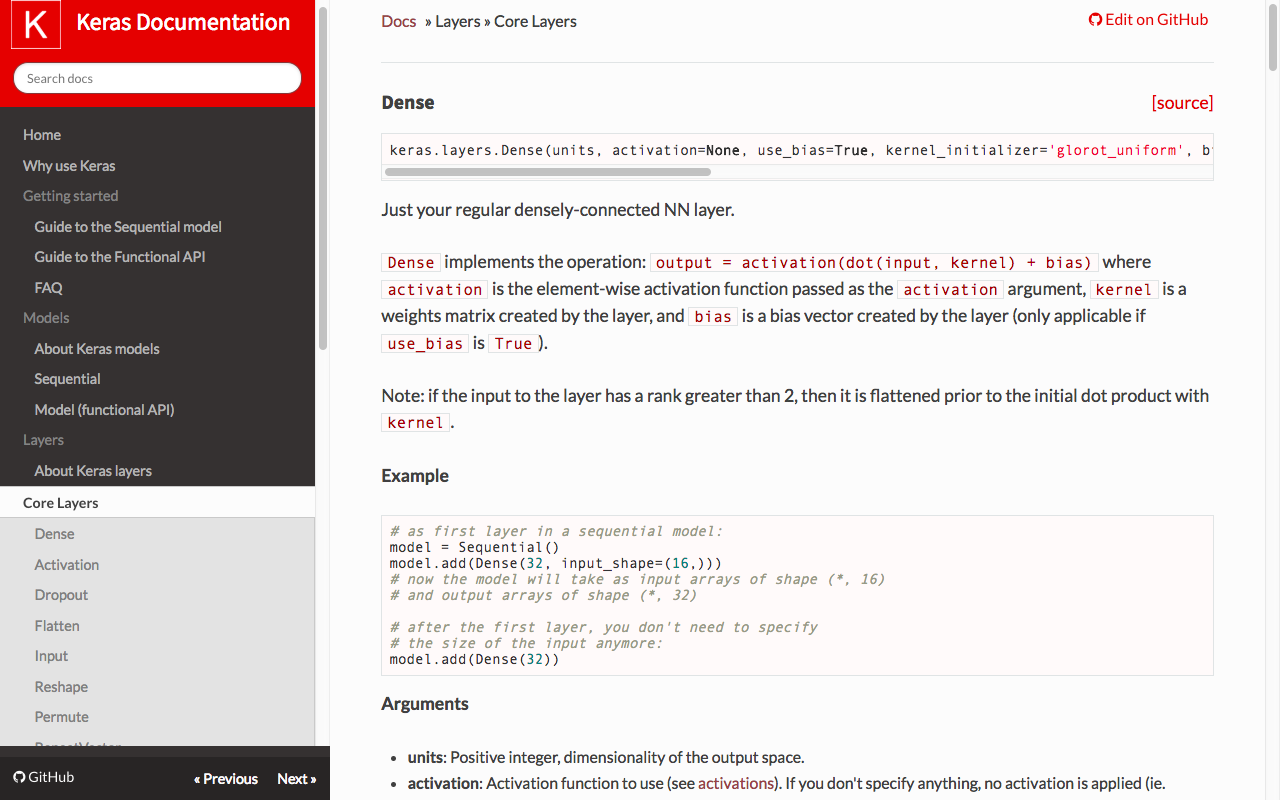 K
Keras Documentation
Search docs
Home
Why use Keras
Getting started
Guide to the Sequential model
Guide to the Functional API
FAQ
Models
About Keras models
Sequential
Model (functional API)
Layers
About Keras layers
Core Layers
Dense
Activation
Dropout
Flatten
Input
Reshape
Permute
GitHub
« Previous
Next »
Docs » Layers » Core Layers
Edit on GitHub
Dense
[source]
keras.layers.Dense(units, activation=None, use_bias=True, kernel_initializer='glorot_uniform',
Just your regular densely-connected NN layer.
Dense implements the operation: output = activation(dot(input, kernel) + bias) where
activation is the element-wise activation function passed as the activation argument, kernel is a
weights matrix created by the layer, and bias is a bias vector created by the layer (only applicable if
use_bias is True ).
Note: if the input to the layer has a rank greater than 2, then it is flattened prior to the initial dot product with
kernel .
Example
# as first layer in a sequential model:
model = Sequential()
model.add(Dense(32, input_shape=(16,)))
# now the model will take as input arrays of shape (*, 16)
# and output arrays of shape (*, 32)
# after the first layer, you don't need to specify
# the size of the input anymore:
model.add(Dense(32))
Arguments
• units: Positive integer, dimensionality of the output space.
• activation: Activation function to use (see activations). If you don't specify anything, no activation is applied (ie.